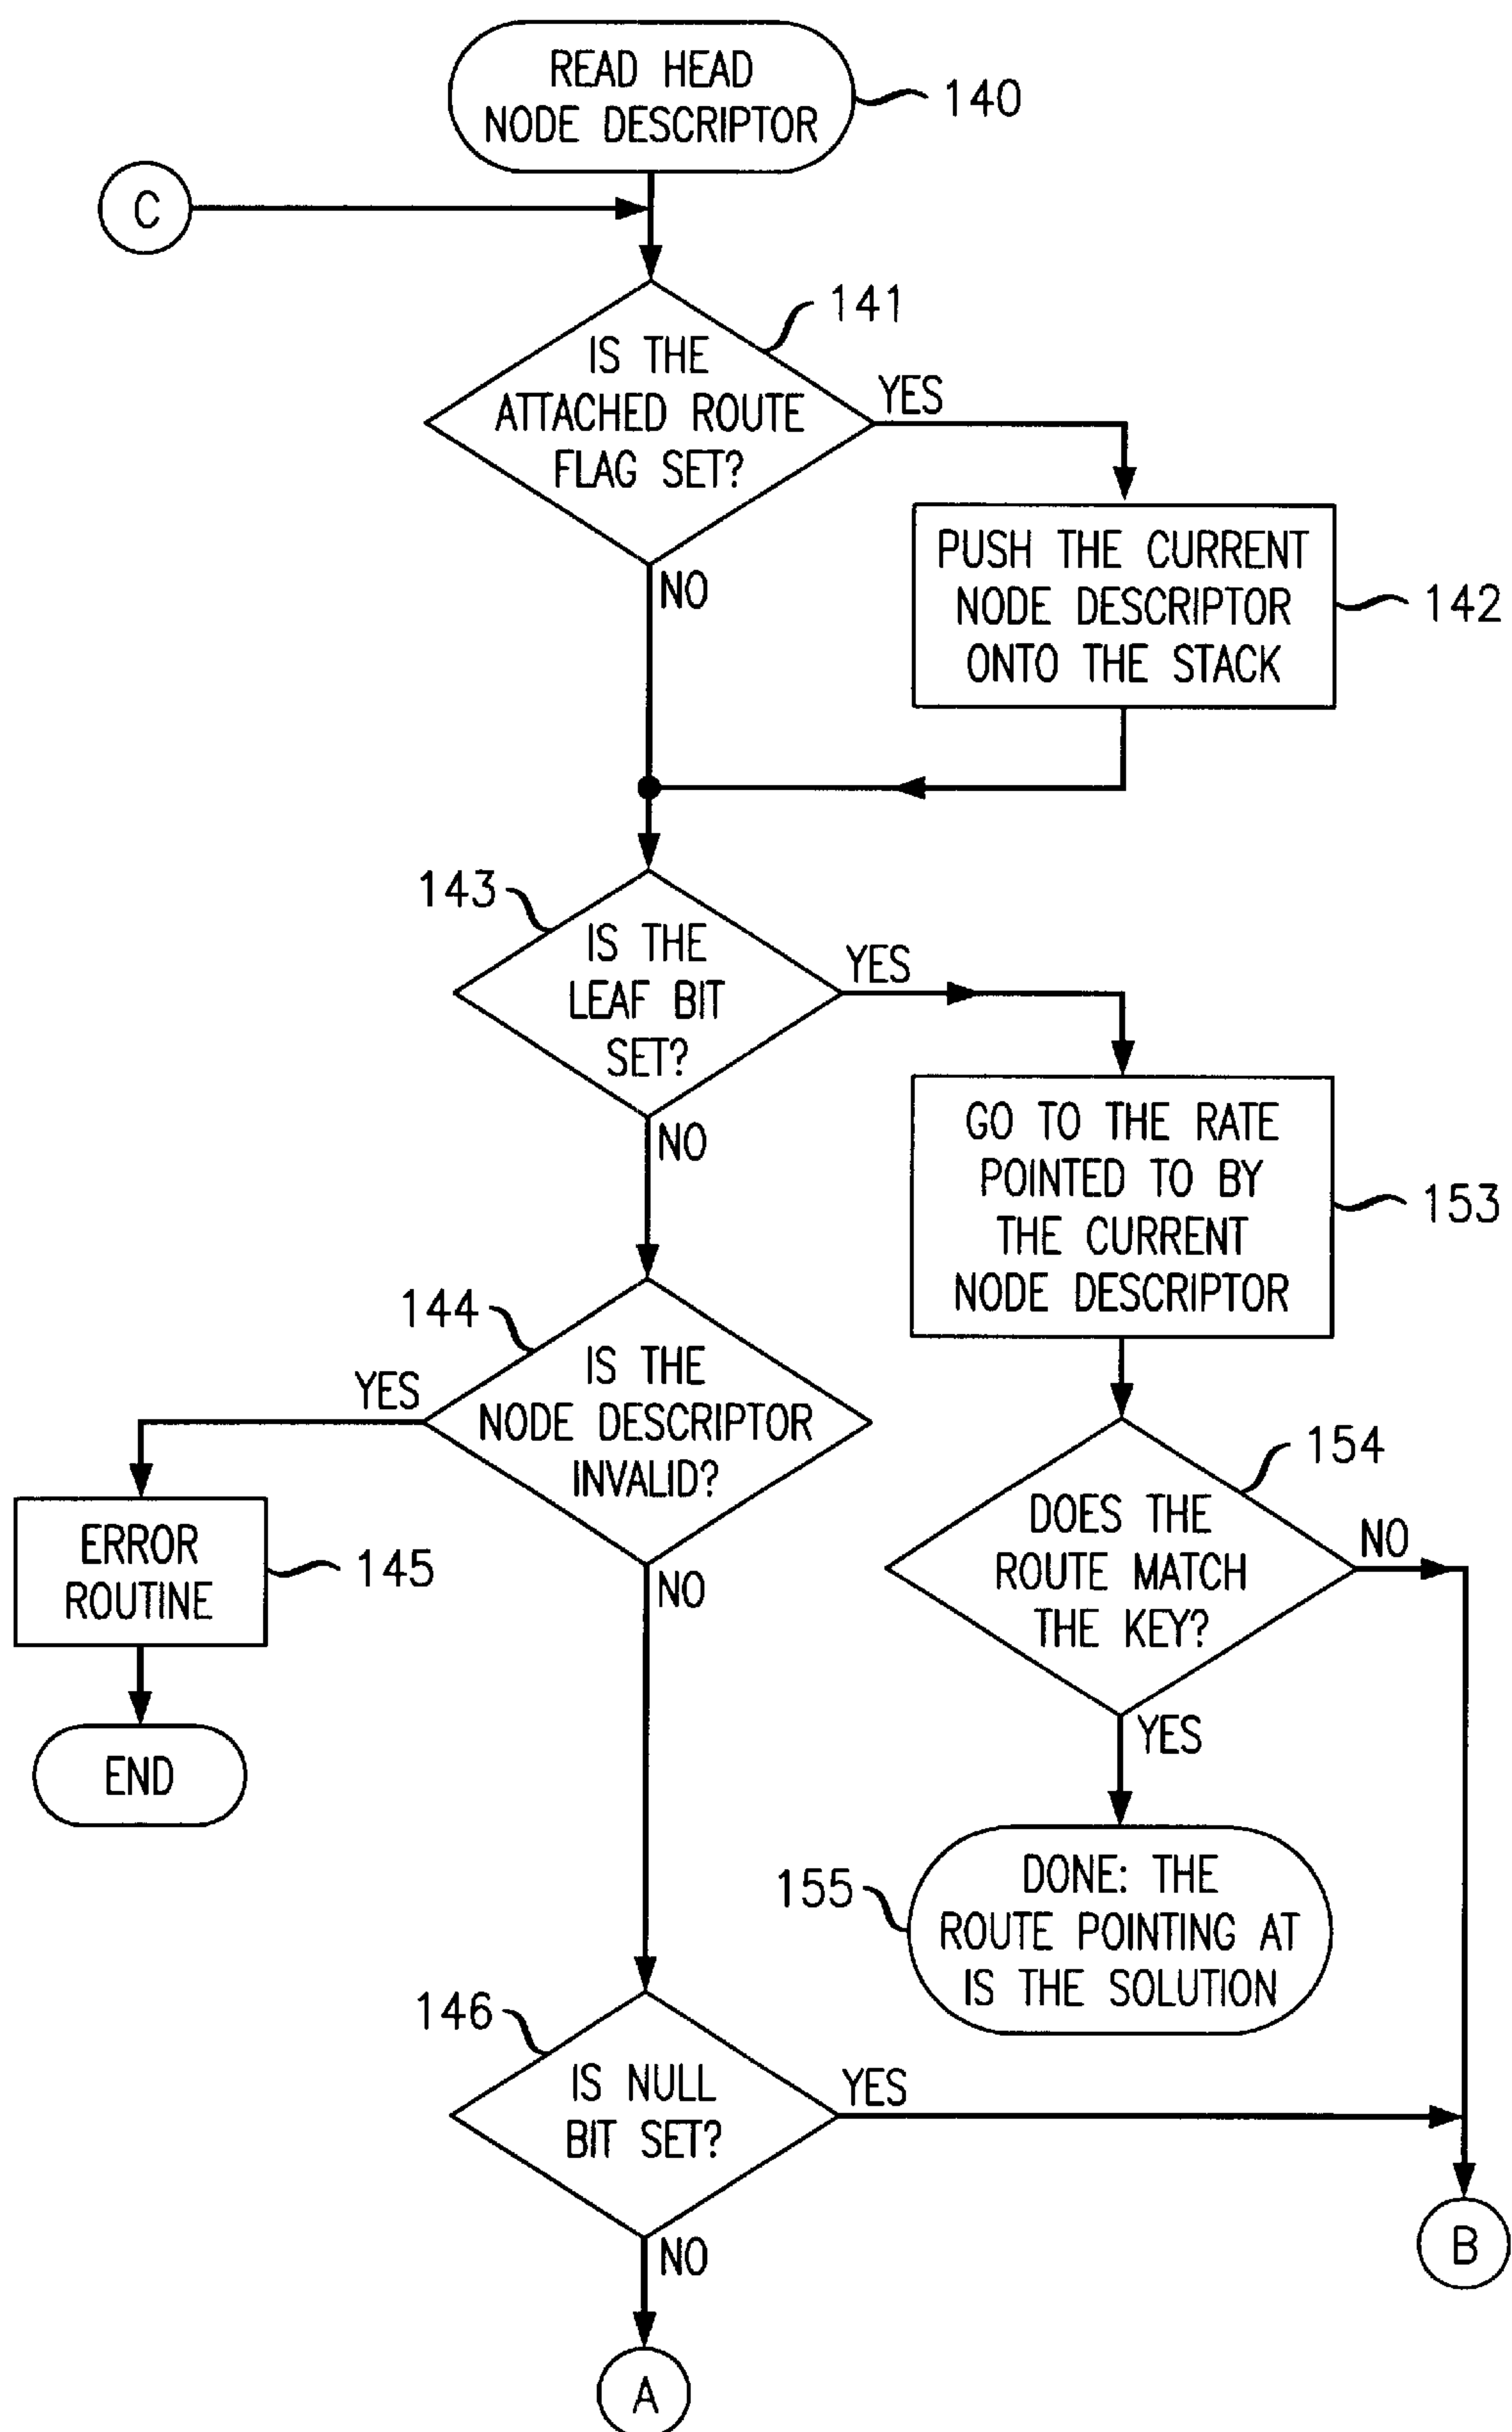 READ HEAD
NODE DESCRIPTOR
140
C
141
IS THE
ATTACHED ROUTE
FLAG SET?
YES
NO
PUSH THE CURRENT
NODE DESCRIPTOR
ONTO THE STACK
142
143
IS THE
LEAF BIT
SET?
YES
NO
GO TO THE RATE
POINTED TO BY
THE CURRENT
NODE DESCRIPTOR
153
144
IS THE
NODE DESCRIPTOR
INVALID?
YES
NO
ERROR
ROUTINE
145
END
154
DOES THE
ROUTE MATCH
THE KEY?
NO
YES
155
DONE: THE
ROUTE POINTING AT
IS THE SOLUTION
146
IS NULL
BIT SET?
YES
NO
B
A